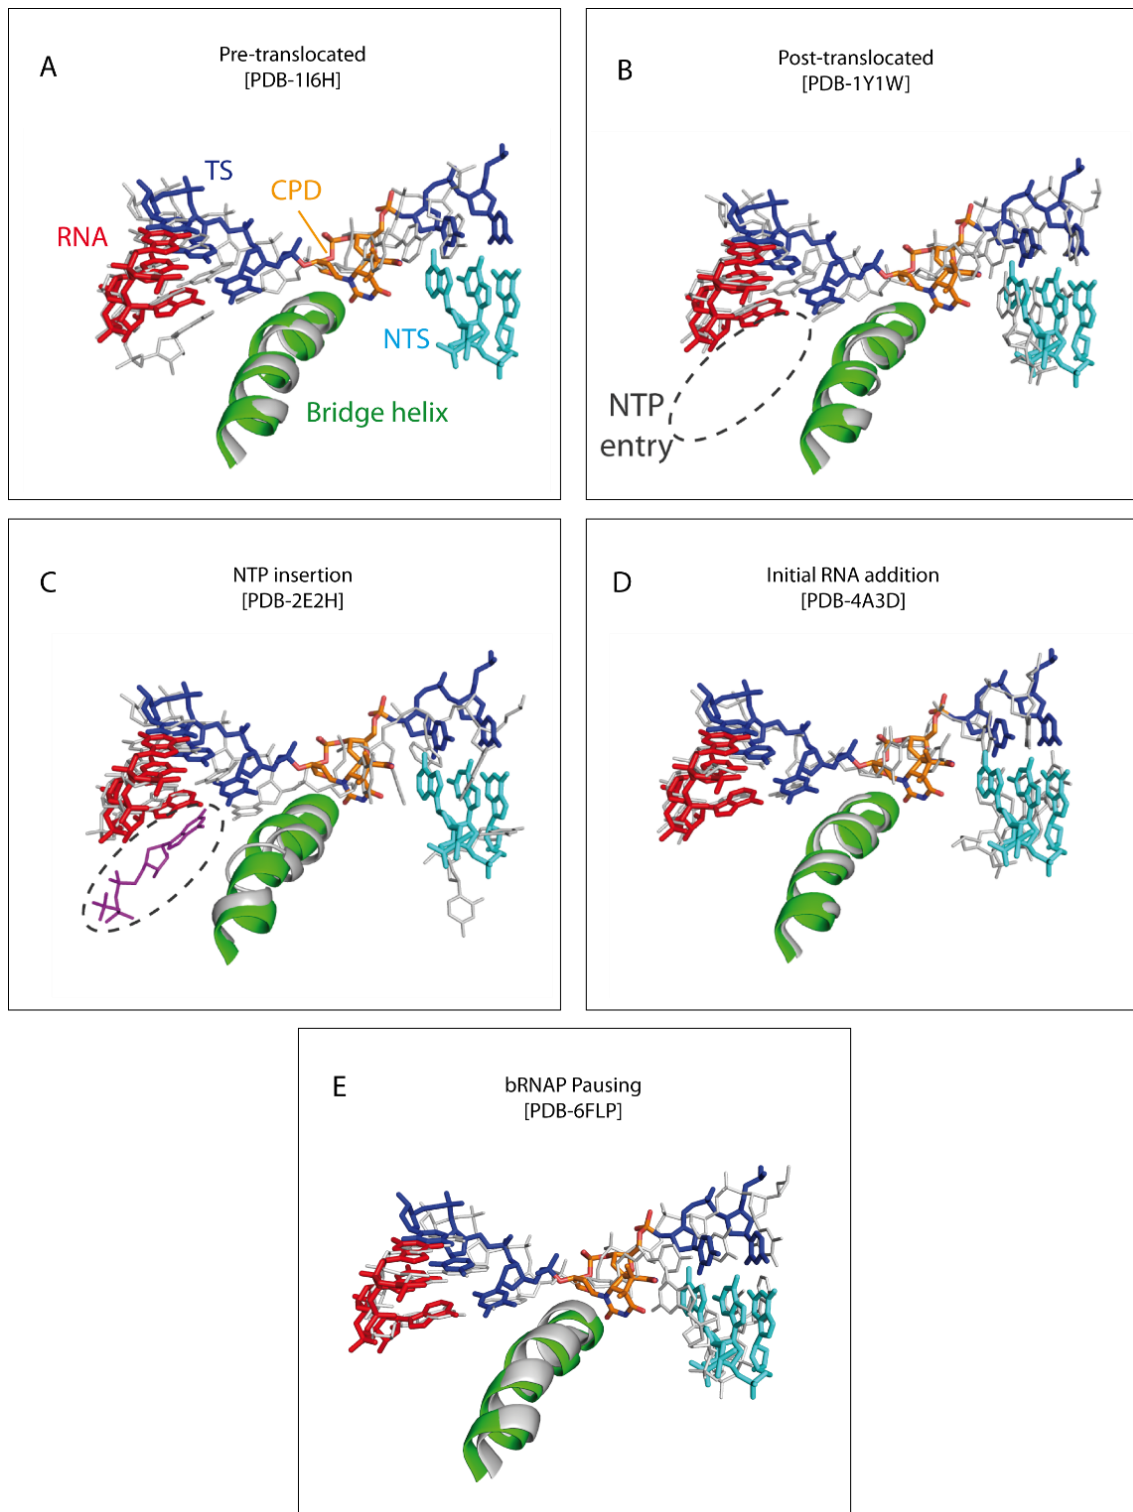 A
Pre-translocated
[PDB-1I6H]
TS
CPD
RNA
NTS
Bridge helix
B
Post-translocated
[PDB-1Y1W]
NTP
entry
C
NTP insertion
[PDB-2E2H]
D
Initial RNA addition
[PDB-4A3D]
E
bRNAP Pausing
[PDB-6FLP]